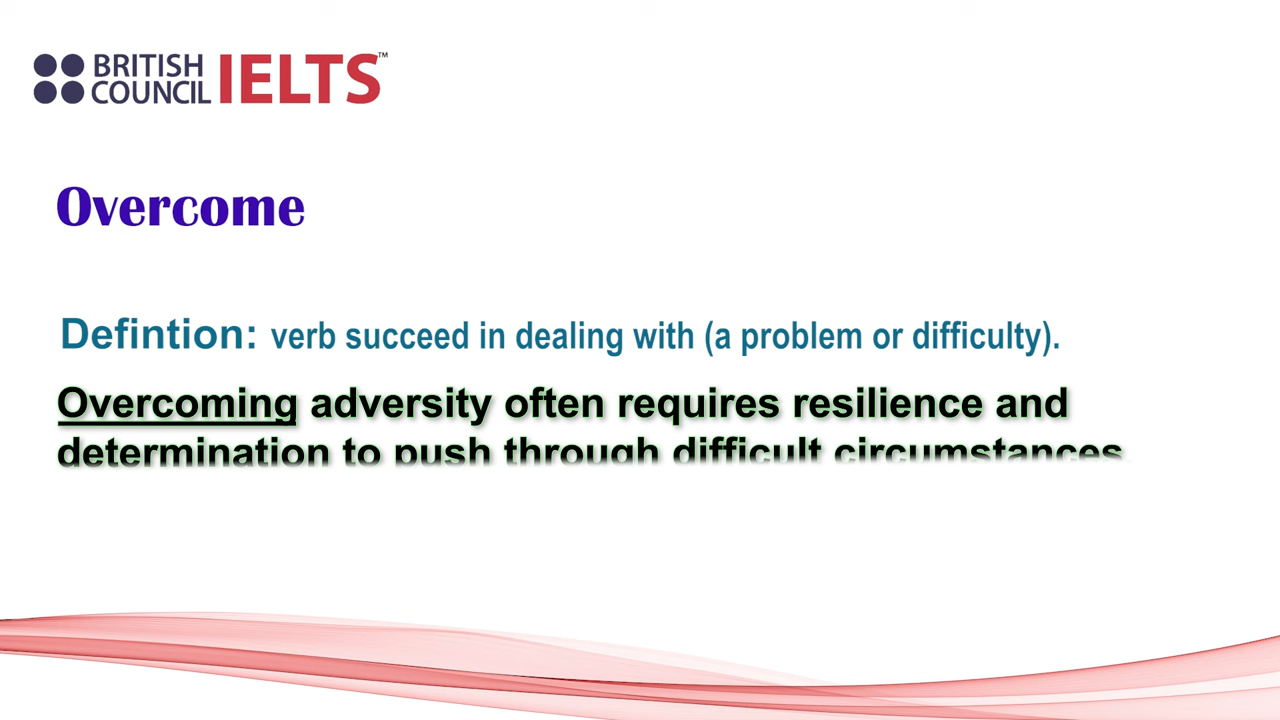 BRITISH COUNCIL IELTS™
Overcome
Defintion: verb succeed in dealing with (a problem or difficulty).
Overcoming adversity often requires resilience and
determination to push through difficult circumstances.